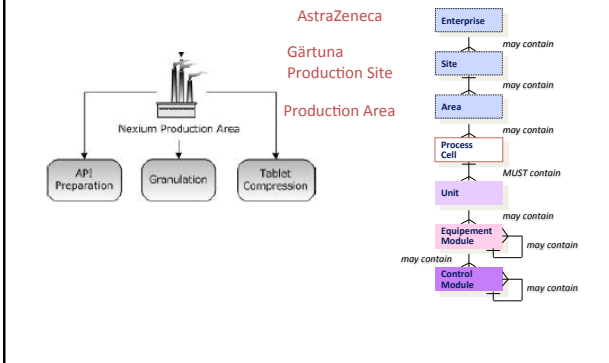 AstraZeneca
Gärtuna
Production Site
Production Area
Nexium Production Area
API
Preparation
Granulation
Tablet
Compression
Enterprise
may contain
Site
may contain
Area
may contain
Process
Cell
MUST contain
Unit
may contain
Equipement
Module
may contain
may contain
Control
Module
may contain